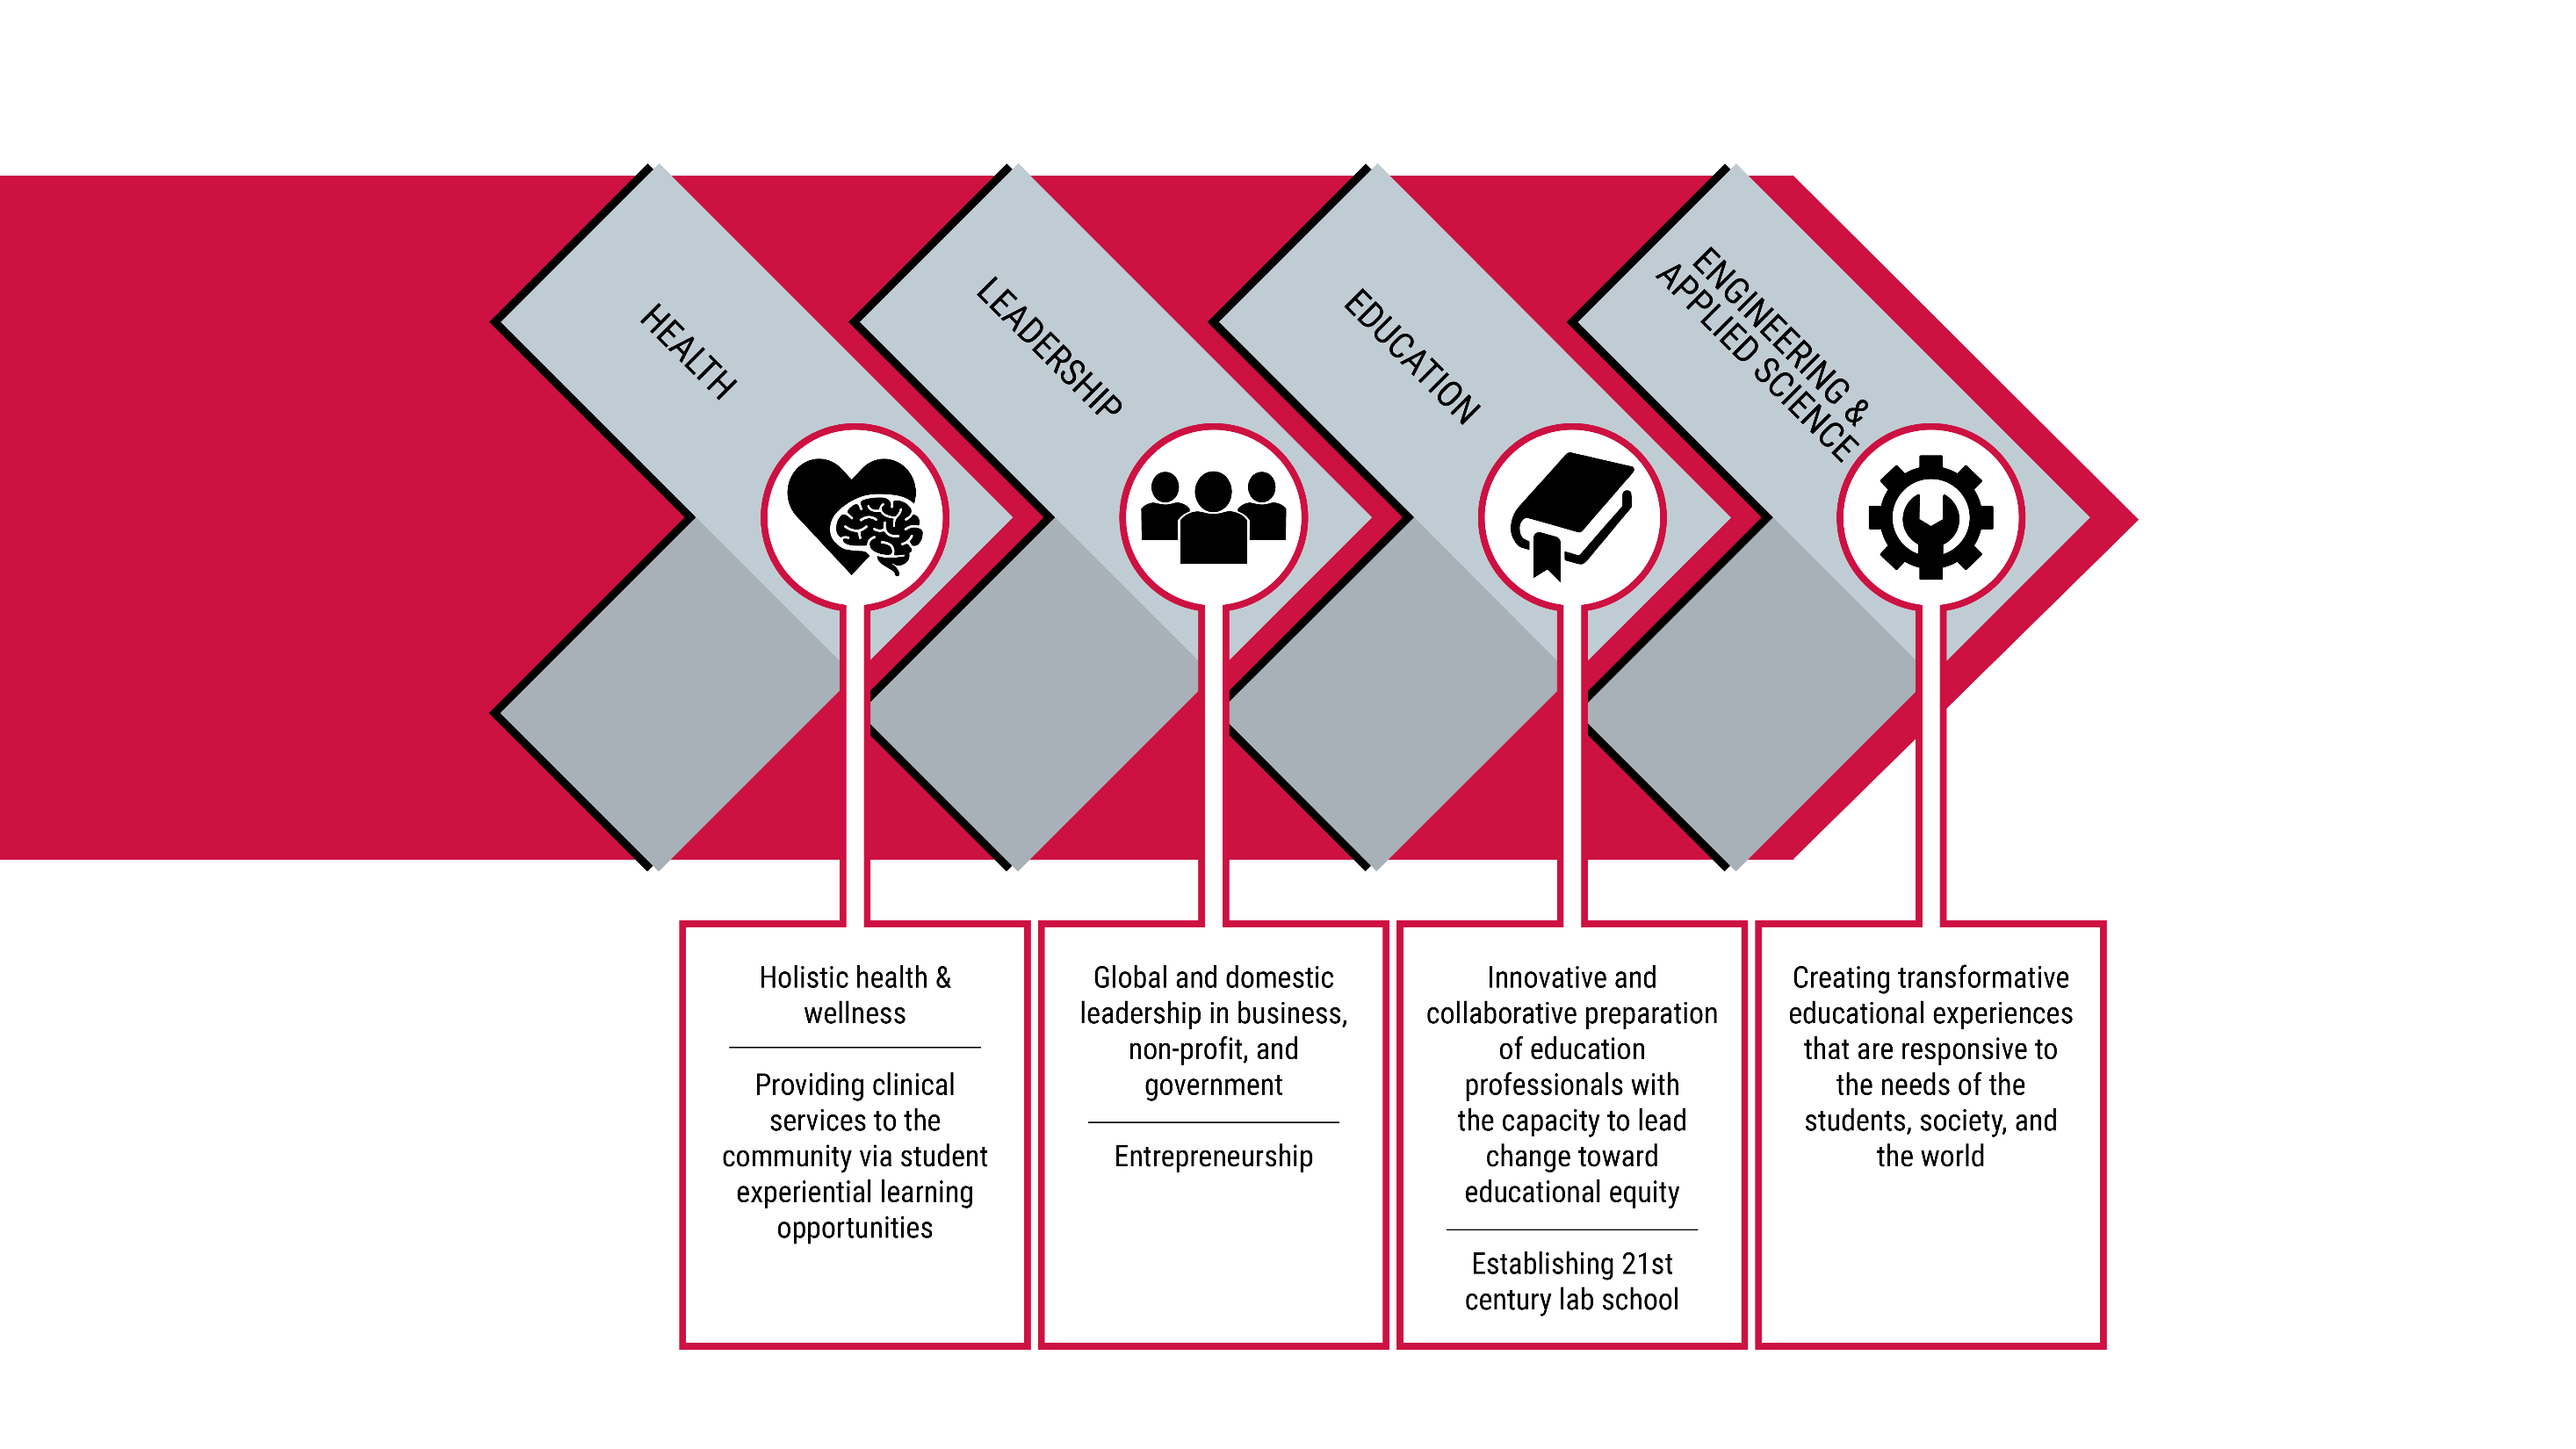 HEALTH
LEADERSHIP
EDUCATION
ENGINEERING &
APPLIED SCIENCE
Holistic health &
wellness
Providing clinical
services to the
community via student
experiential learning
opportunities
Global and domestic
leadership in business,
non-profit, and
government
Entrepreneurship
Innovative and
collaborative preparation
of education
professionals with
the capacity to lead
change toward
educational equity
Establishing 21st
century lab school
Creating transformative
educational experiences
that are responsive to
the needs of the
students, society, and
the world